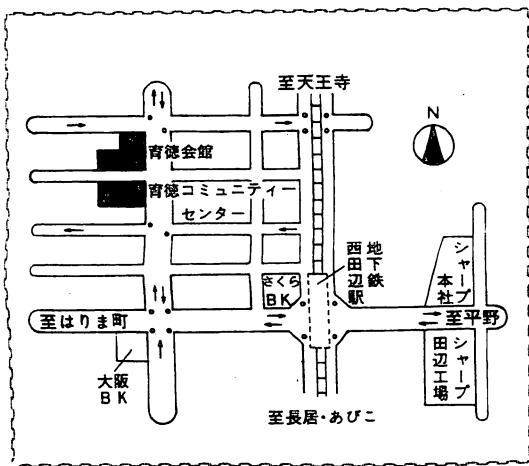 至天王寺
N
育徳会館
育徳コミュニティー
センター
地下鉄
西田辺駅
さくら
BK
シャープ
本社
至はりま町
至平野
大阪
BK
シャープ
田辺工場
至長居・あびこ